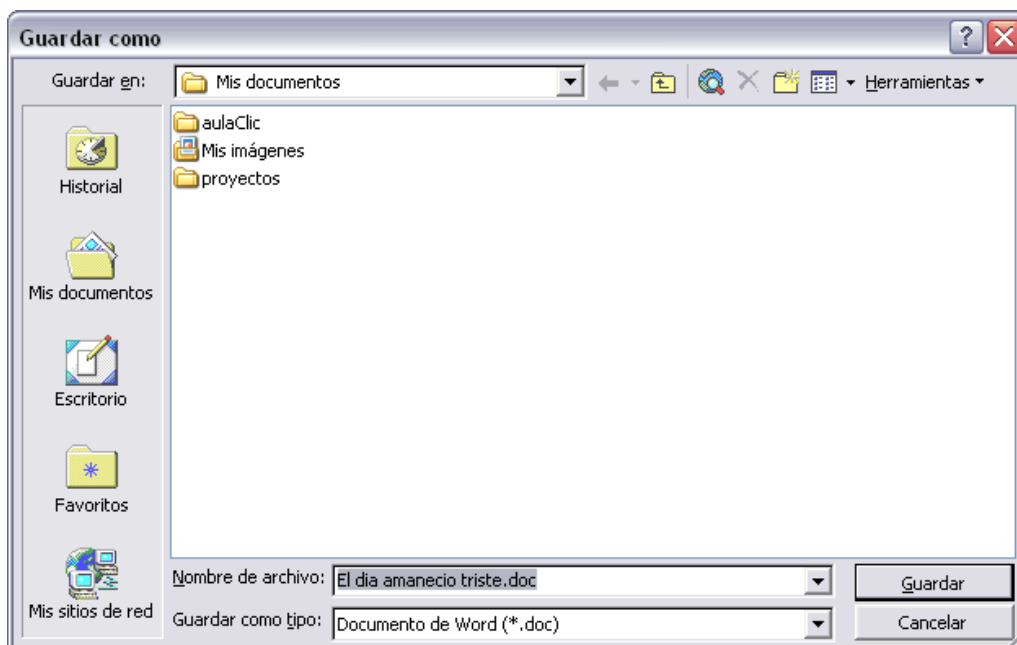 Guardar como
Guardar en: Mis documentos Herramientas
aulaClic
Mis imágenes
proyectos
Historial
Mis documentos
Escritorio
Favoritos
Mis sitios de red
Nombre de archivo: El dia amanecio triste.doc Guardar
Guardar como tipo: Documento de Word (*.doc) Cancelar